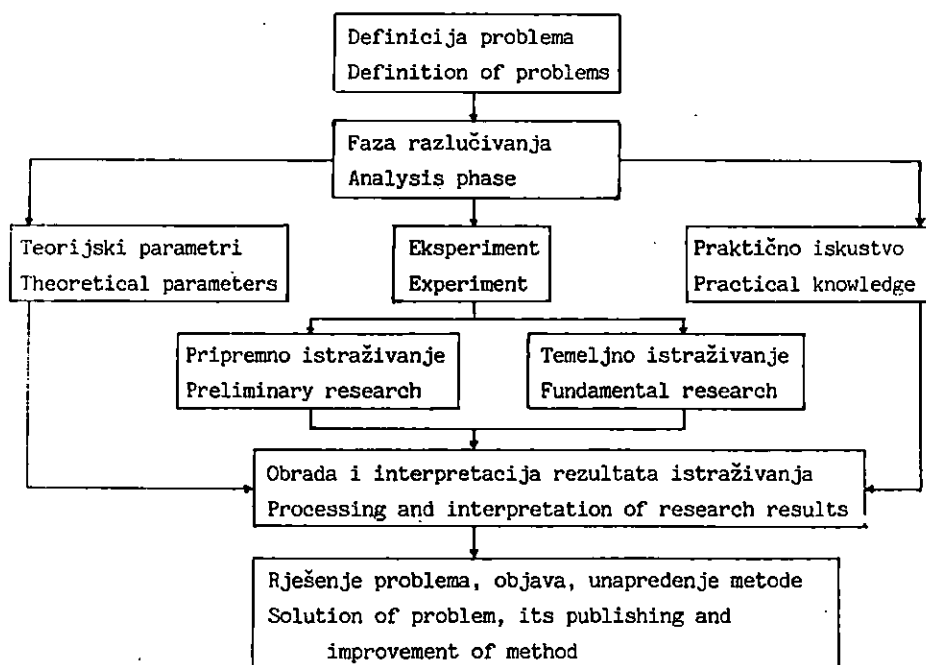 Definicija problema
Definition of problems
Faza razlučivanja
Analysis phase
Teorijski parametri
Theoretical parameters
Eksperiment
Experiment
Praktično iskustvo
Practical knowledge
Pripremno istraživanje
Preliminary research
Temeljno istraživanje
Fundamental research
Obrada i interpretacija rezultata istraživanja
Processing and interpretation of research results
Rješenje problema, objava, unapredenje metode
Solution of problem, its publishing and
improvement of method